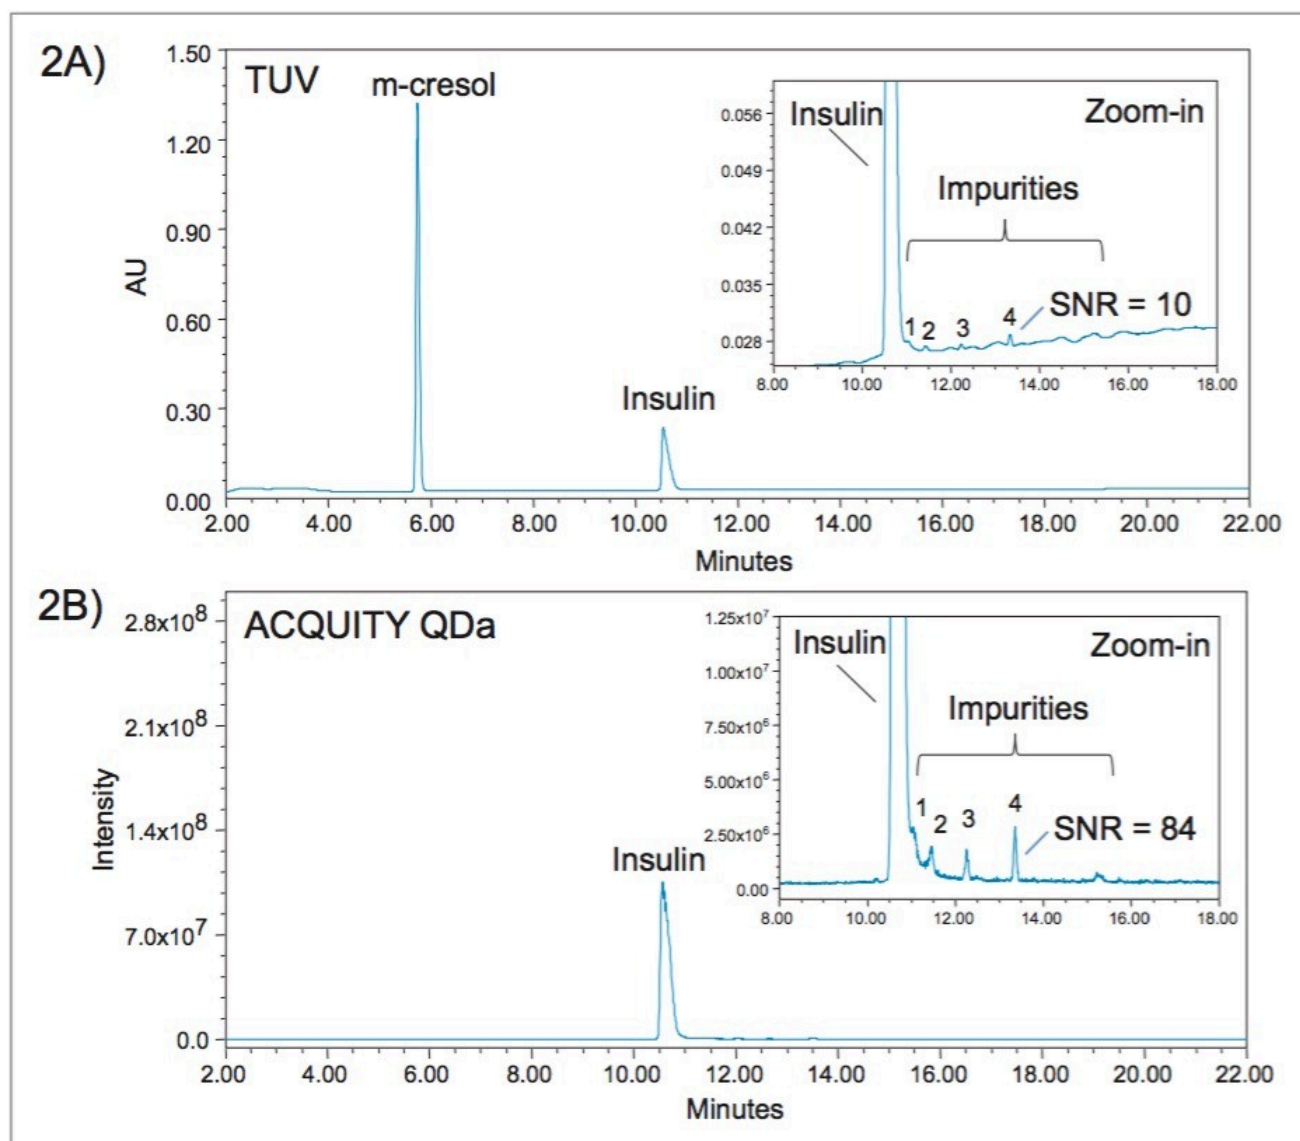 2A)
TUV
m-cresol
Insulin
AU
1.50
1.20
0.90
0.60
0.30
0.00
2.00 4.00 6.00 8.00 10.00 12.00 14.00 16.00 18.00 20.00 22.00
Minutes
Insulin
Zoom-in
Impurities
1 2 3 4
SNR = 10
0.056
0.049
0.042
0.035
0.028
8.00 10.00 12.00 14.00 16.00 18.00
2B)
ACQUITY QDa
Insulin
Intensity
2.8x10⁸
2.1x10⁸
1.4x10⁸
7.0x10⁷
0.0
2.00 4.00 6.00 8.00 10.00 12.00 14.00 16.00 18.00 20.00 22.00
Minutes
Insulin
Zoom-in
Impurities
1 2 3 4
SNR = 84
1.25x10⁷
1.00x10⁷
7.50x10⁶
5.00x10⁶
2.50x10⁶
0.00
8.00 10.00 12.00 14.00 16.00 18.00